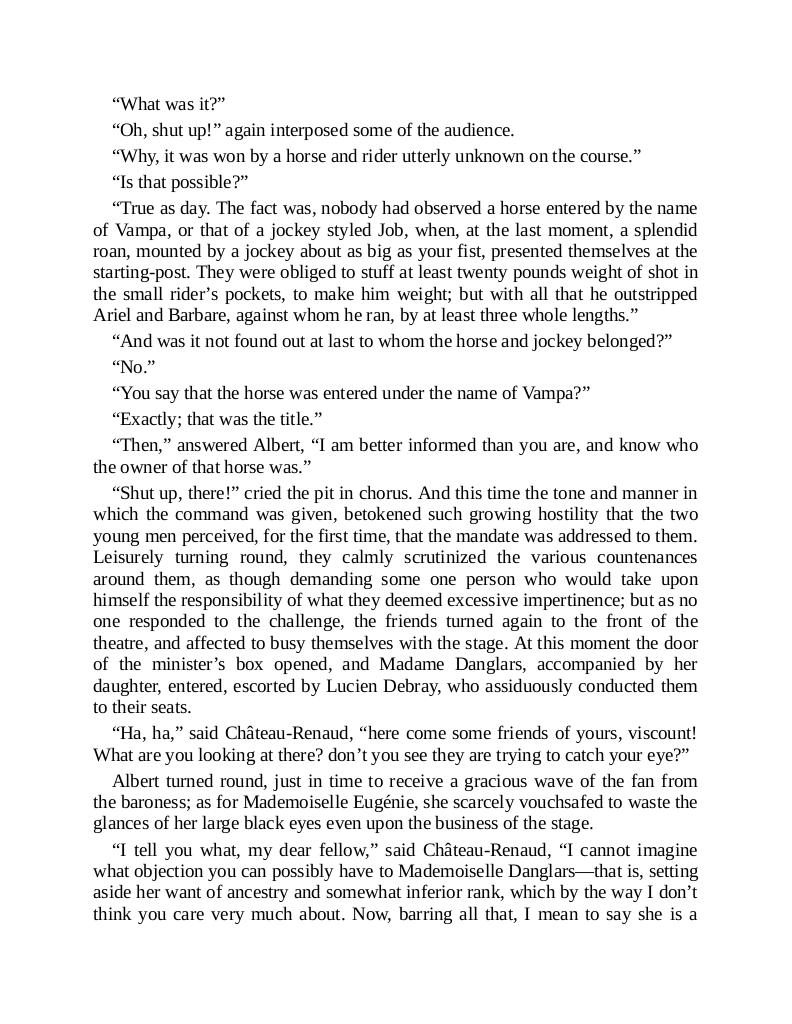 “What was it?”
“Oh, shut up!” again interposed some of the audience.
“Why, it was won by a horse and rider utterly unknown on the course.”
“Is that possible?”
“True as day. The fact was, nobody had observed a horse entered by the name
of Vampa, or that of a jockey styled Job, when, at the last moment, a splendid
roan, mounted by a jockey about as big as your fist, presented themselves at the
starting-post. They were obliged to stuff at least twenty pounds weight of shot in
the small rider’s pockets, to make him weight; but with all that he outstripped
Ariel and Barbare, against whom he ran, by at least three whole lengths.”
“And was it not found out at last to whom the horse and jockey belonged?”
“No.”
“You say that the horse was entered under the name of Vampa?”
“Exactly; that was the title.”
“Then,” answered Albert, “I am better informed than you are, and know who
the owner of that horse was.”
“Shut up, there!” cried the pit in chorus. And this time the tone and manner in
which the command was given, betokened such growing hostility that the two
young men perceived, for the first time, that the mandate was addressed to them.
Leisurely turning round, they calmly scrutinized the various countenances
around them, as though demanding some one person who would take upon
himself the responsibility of what they deemed excessive impertinence; but as no
one responded to the challenge, the friends turned again to the front of the
theatre, and affected to busy themselves with the stage. At this moment the door
of the minister’s box opened, and Madame Danglars, accompanied by her
daughter, entered, escorted by Lucien Debray, who assiduously conducted them
to their seats.
“Ha, ha,” said Château-Renaud, “here come some friends of yours, viscount!
What are you looking at there? don’t you see they are trying to catch your eye?”
Albert turned round, just in time to receive a gracious wave of the fan from
the baroness; as for Mademoiselle Eugénie, she scarcely vouchsafed to waste the
glances of her large black eyes even upon the business of the stage.
“I tell you what, my dear fellow,” said Château-Renaud, “I cannot imagine
what objection you can possibly have to Mademoiselle Danglars—that is, setting
aside her want of ancestry and somewhat inferior rank, which by the way I don’t
think you care very much about. Now, barring all that, I mean to say she is a